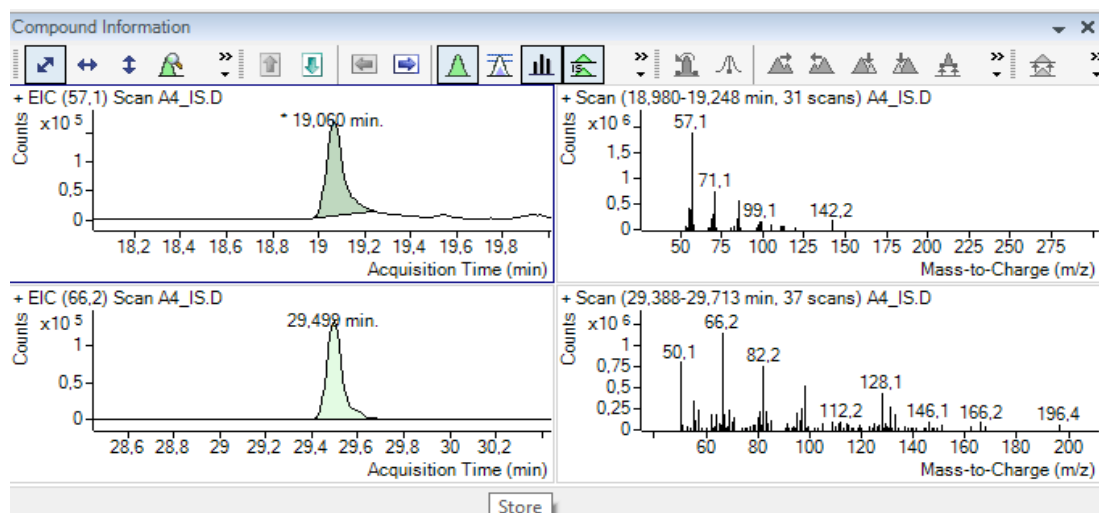 Compound Information
IS
+ EIC (57,1) Scan A4_IS.D
x10 5
Counts
* 19,060 min.
1
0,5
0
18,2 18,4 18,6 18,8 19 19,2 19,4 19,6 19,8
Acquisition Time (min)
+ Scan (18,980-19,248 min, 31 scans) A4_IS.D
x10 6
Counts
57,1
1,5
1
71,1
0,5
99,1
142,2
0
50 75 100 125 150 175 200 225 250 275
Mass-to-Charge (m/z)
+ EIC (66,2) Scan A4_IS.D
x10 5
Counts
29,499 min.
1
0,5
0
28,6 28,8 29 29,2 29,4 29,6 29,8 30 30,2
Acquisition Time (min)
+ Scan (29,388-29,713 min, 37 scans) A4_IS.D
x10 6
Counts
66,2
1
50,1
82,2
0,75
0,5
128,1
0,25
112,2
146,1
166,2
196,4
0
60 80 100 120 140 160 180 200
Mass-to-Charge (m/z)
Store